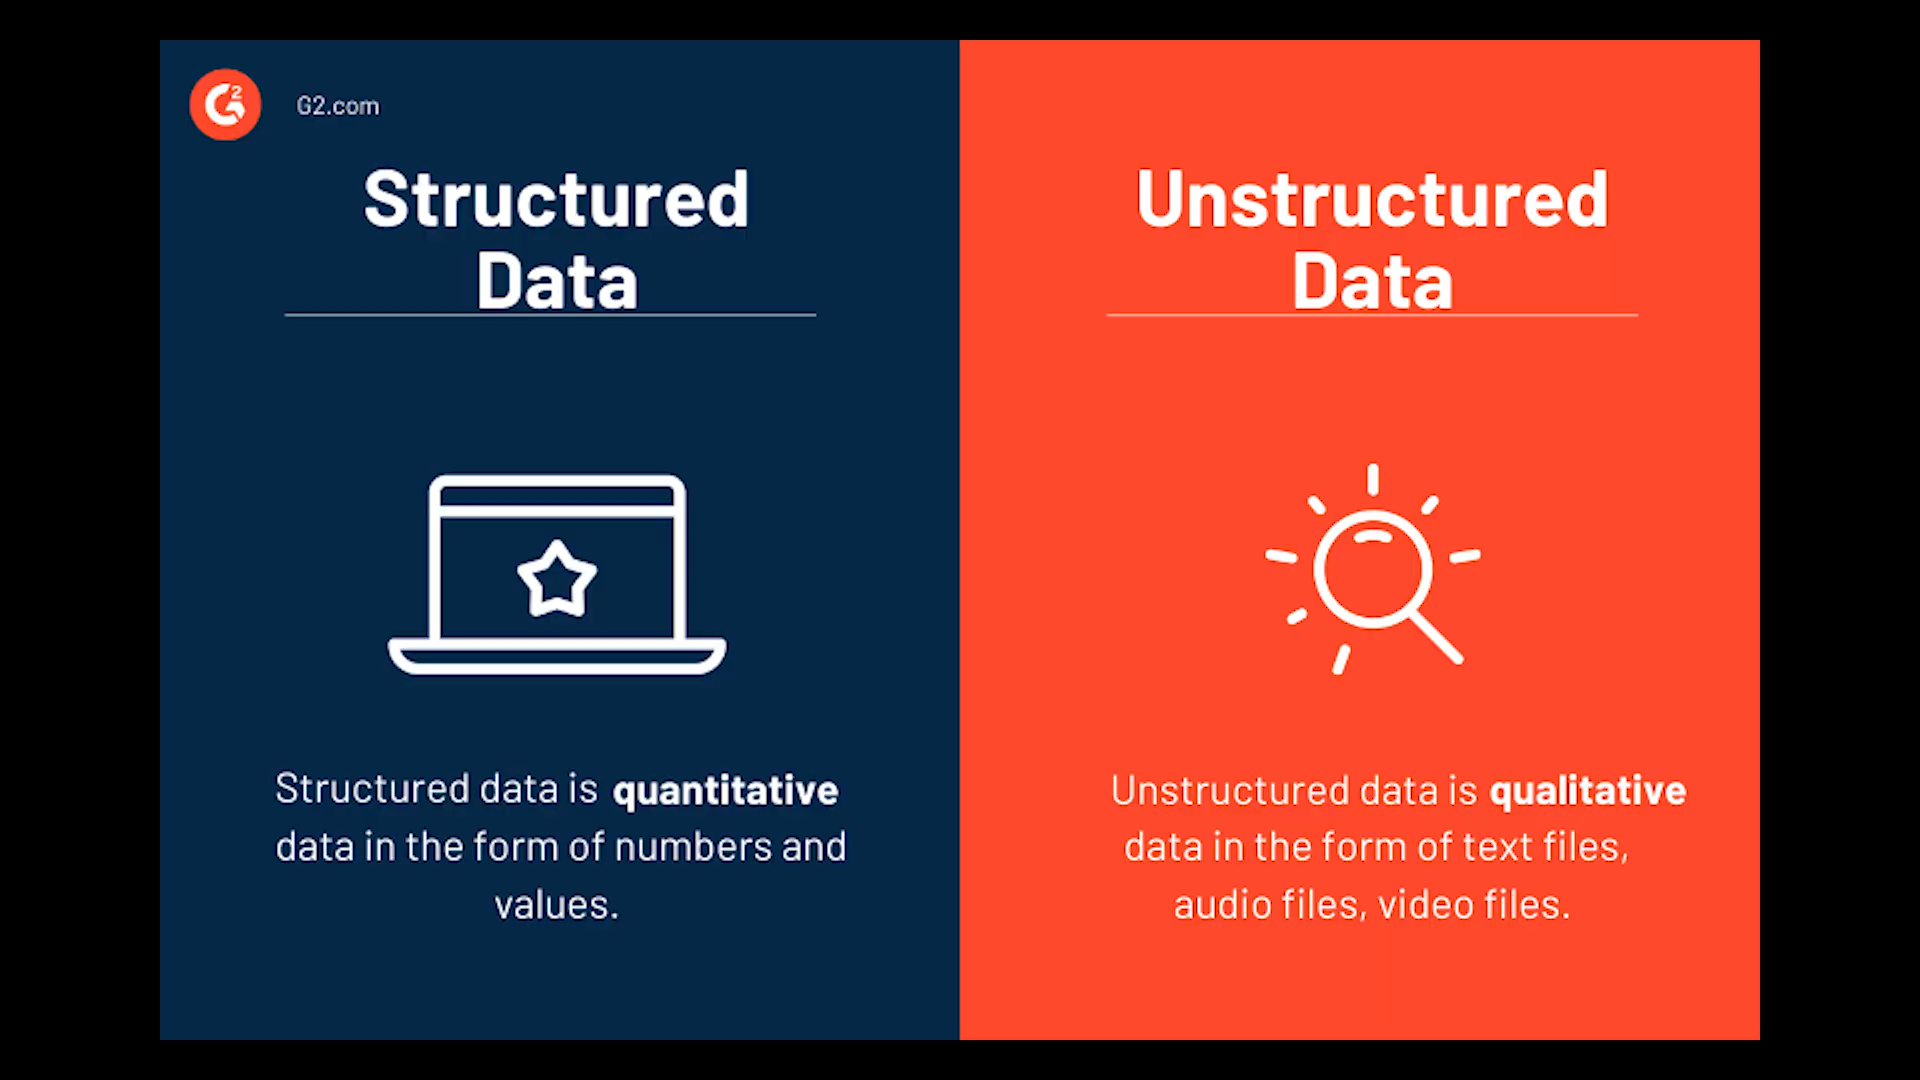 G2
G2.com
Structured
Data
Structured data is quantitative
data in the form of numbers and
values.
Unstructured
Data
Unstructured data is qualitative
data in the form of text files,
audio files, video files.